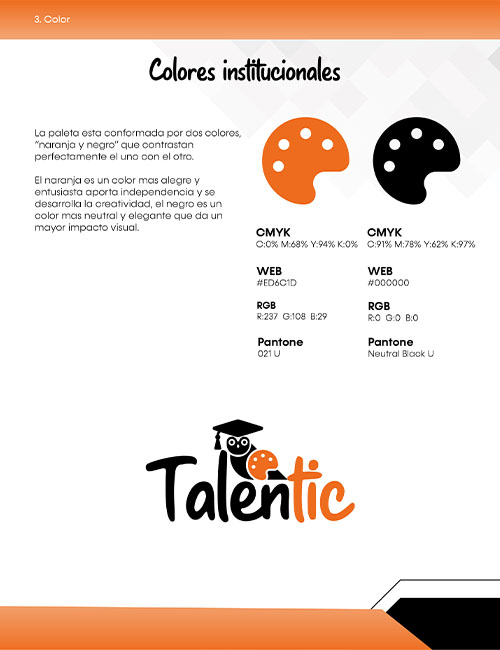 3. Color
Colores institucionales
La paleta esta conformada por dos colores,
“naranja y negro” que contrastan
perfectamente el uno con el otro.
El naranja es un color mas alegre y
entusiasta aporta independencia y se
desarrolla la creatividad, el negro es un
color mas neutral y elegante que da un
mayor impacto visual.
CMYK
C:0% M:68% Y:94% K:0%
WEB
#ED6C1D
RGB
R:237 G:108 B:29
Pantone
021 U
CMYK
C:91% M:78% Y:62% K:97%
WEB
#000000
RGB
R:0 G:0 B:0
Pantone
Neutral Black U
Talentic